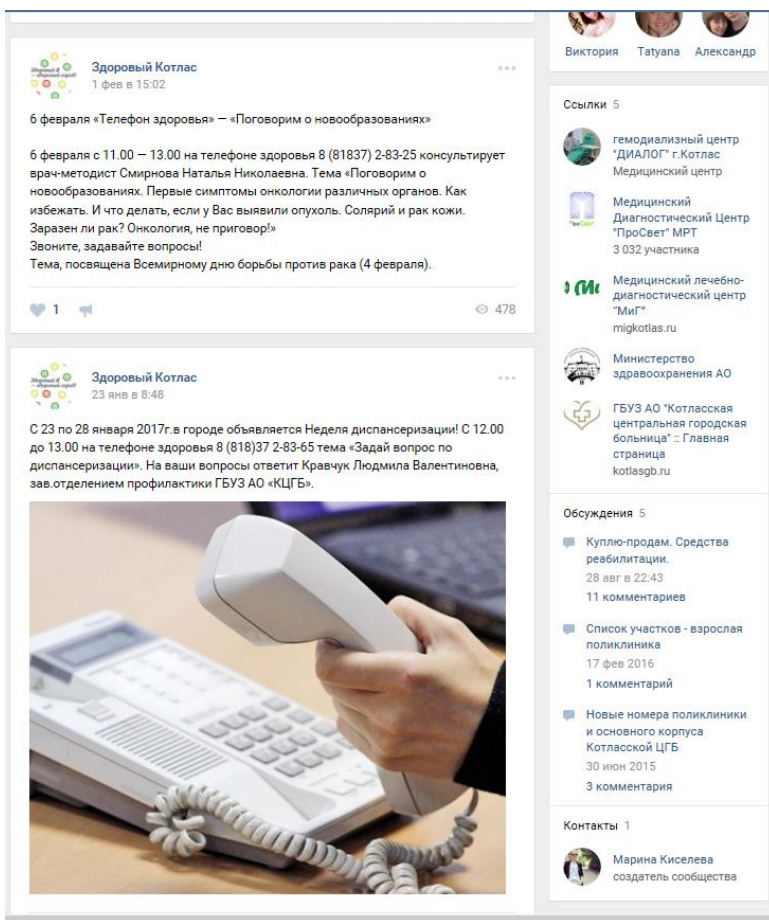 Здоровый Котлас
1 фев в 15:02
6 февраля «Телефон здоровья» — «Поговорим о новообразованиях»
6 февраля с 11.00 — 13.00 на телефоне здоровья 8 (81837) 2-83-25 консультирует
врач-методист Смирнова Наталья Николаевна. Тема «Поговорим о
новообразованиях. Первые симптомы онкологии различных органов. Как
избежать. И что делать, если у Вас выявили опухоль. Солярий и рак кожи.
Заразен ли рак? Онкология, не приговор!»
Звоните, задавайте вопросы!
Тема, посвящена Всемирному дню борьбы против рака (4 февраля).
1
478
Здоровый Котлас
23 янв в 8:48
С 23 по 28 января 2017г.в городе объявляется Неделя диспансеризации! С 12.00
до 13.00 на телефоне здоровья 8 (818)37 2-83-65 тема «Задай вопрос по
диспансеризации». На ваши вопросы ответит Кравчук Людмила Валентиновна,
зав.отделением профилактики ГБУЗ АО «КЦГБ».
Виктория Tatyana Александр
Ссылки 5
гемодиализный центр
"ДИАЛОГ" г.Котлас
Медицинский центр
Медицинский
Диагностический Центр
"ПроСвет" МРТ
3 032 участника
Медицинский лечебно-
диагностический центр
"МиГ"
migkotlas.ru
Министерство
здравоохранения АО
ГБУЗ АО "Котласская
центральная городская
больница" :: Главная
страница
kotlasgb.ru
Обсуждения 5
Куплю-продам. Средства
реабилитации.
28 авг в 22:43
11 комментариев
Список участков - взрослая
поликлиника
17 фев 2016
1 комментарий
Новые номера поликлиники
и основного корпуса
Котласской ЦГБ
30 июн 2015
3 комментария
Контакты 1
Марина Киселева
создатель сообщества